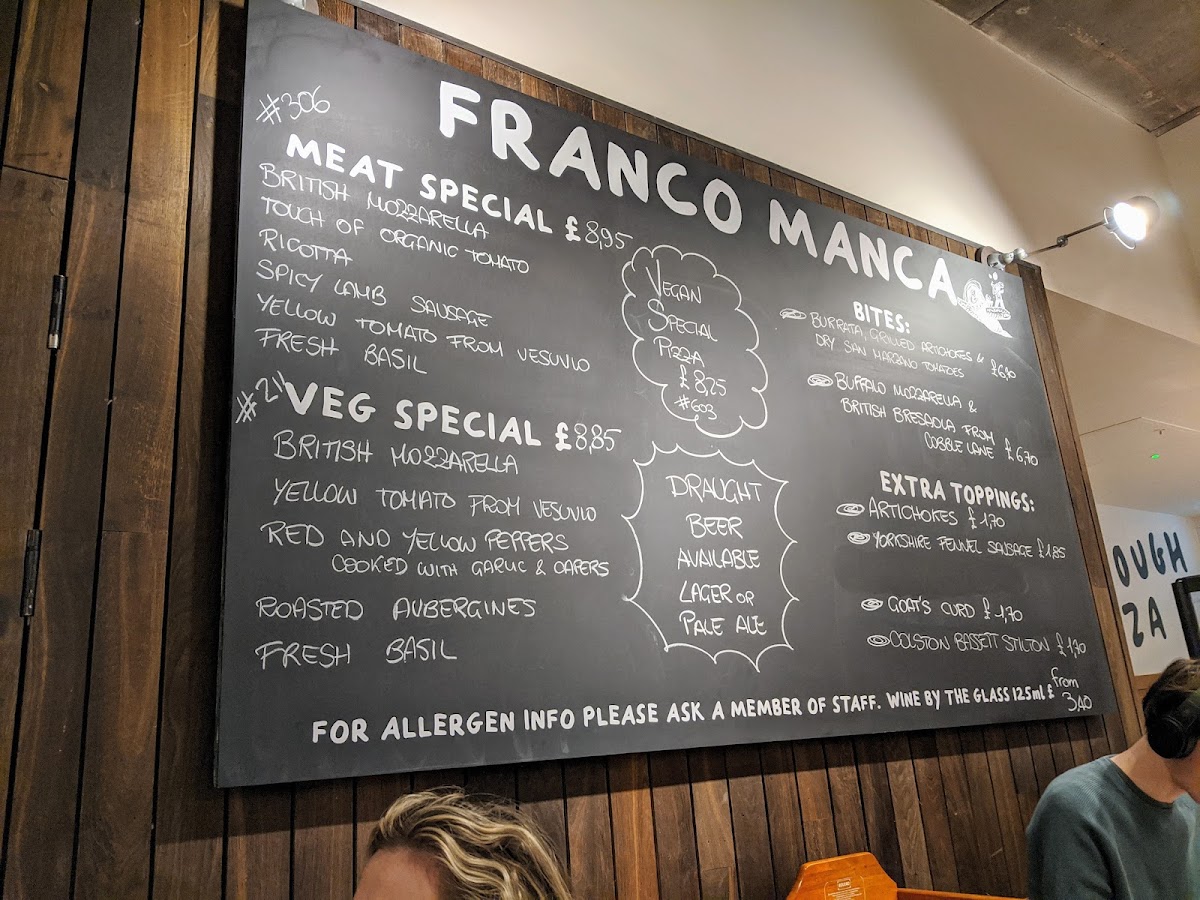 FRANCO MANCA
#306
MEAT SPECIAL £8,95
BRITISH MOZZARELLA
TOUCH OF ORGANIC TOMATO
RICOTTA
SPICY LAMB SAUSAGE
YELLOW TOMATO FROM VESUVIO
FRESH BASIL
VEG SPECIAL £8,85
BRITISH MOZZARELLA
YELLOW TOMATO FROM VESUVIO
RED AND YELLOW PEPPERS
COOKED WITH GARLIC & CAPERS
ROASTED AUBERGINES
FRESH BASIL
VEGAN
SPECIAL
PIZZA
£8,25
#603
DRAUGHT
BEER
AVAILABLE
LAGER OR
PALE ALE
BITES:
BURRATA, GRILLED ARTICHOKES &
DRY SAN MARZANO TOMATOES £6,90
BUFFALO MOZZARELLA &
BRITISH BRESAOLA FROM
COBBLE LANE £6,70
EXTRA TOPPINGS:
ARTICHOKES £1,70
YORKSHIRE FENNEL SAUSAGE £1,85
GOAT'S CURD £1,70
COLSTON BASSETT STILTON £1,70
FOR ALLERGEN INFO PLEASE ASK A MEMBER OF STAFF. WINE BY THE GLASS 125ml £ from 3,40
OUGH
ZA